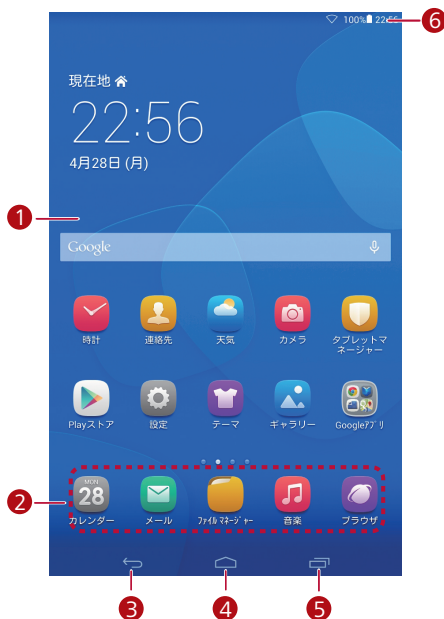 100% 22:56
6
現在地
22:56
4月28日 (月)
1
Google
時計
連絡先
天気
カメラ
タブレットマ
ネージャー
Playストア
設定
テーマ
ギャラリー
Googleｱﾌﾟﾘ
2
MON
28
カレンダー
メール
ﾌｧｲﾙ ﾏﾈｰｼﾞｬｰ
音楽
ブラウザ
3
4
5